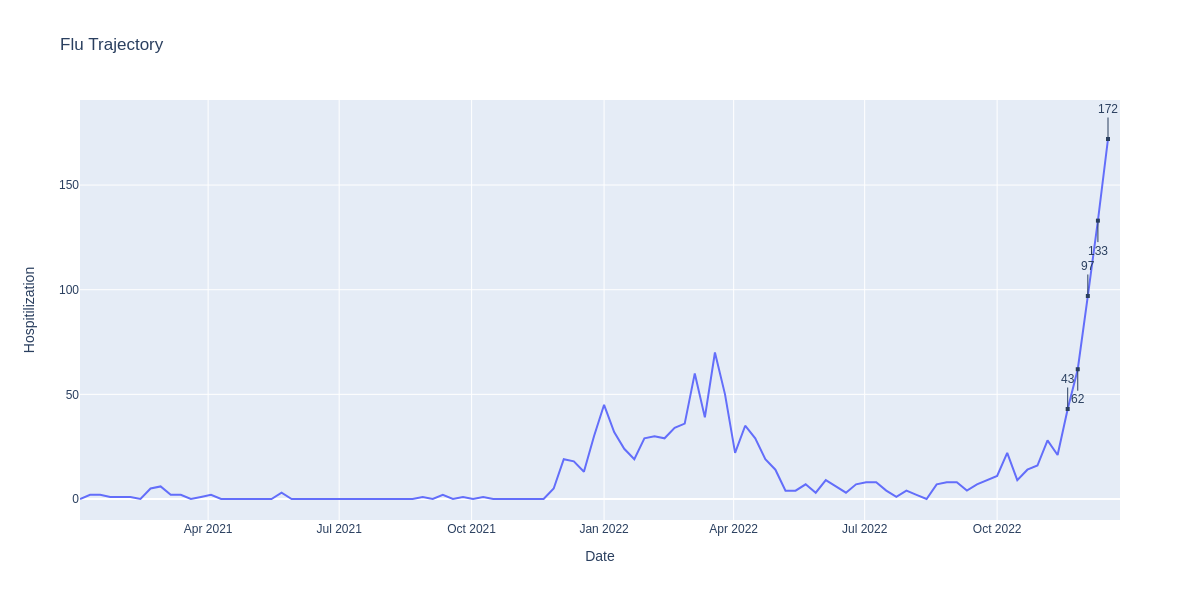 Flu Trajectory
172
150
133
97
100
Hospitilization
43
62
50
0
Apr 2021
Jul 2021
Oct 2021
Jan 2022
Apr 2022
Jul 2022
Oct 2022
Date